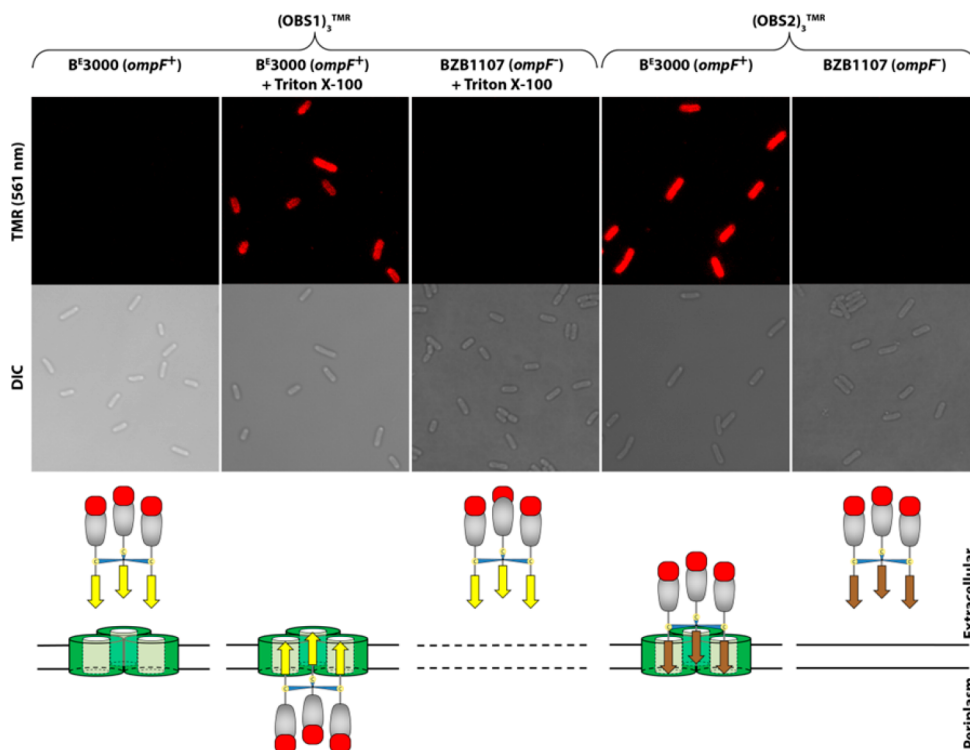 (OBS1)₃ᵀᴹᴿ
(OBS2)₃ᵀᴹᴿ
Bᴱ3000 (ompF⁺)
Bᴱ3000 (ompF⁺)
+ Triton X-100
BZB1107 (ompF⁻)
+ Triton X-100
Bᴱ3000 (ompF⁺)
BZB1107 (ompF⁻)
TMR (561 nm)
DIC
Extracellular
Periplasm